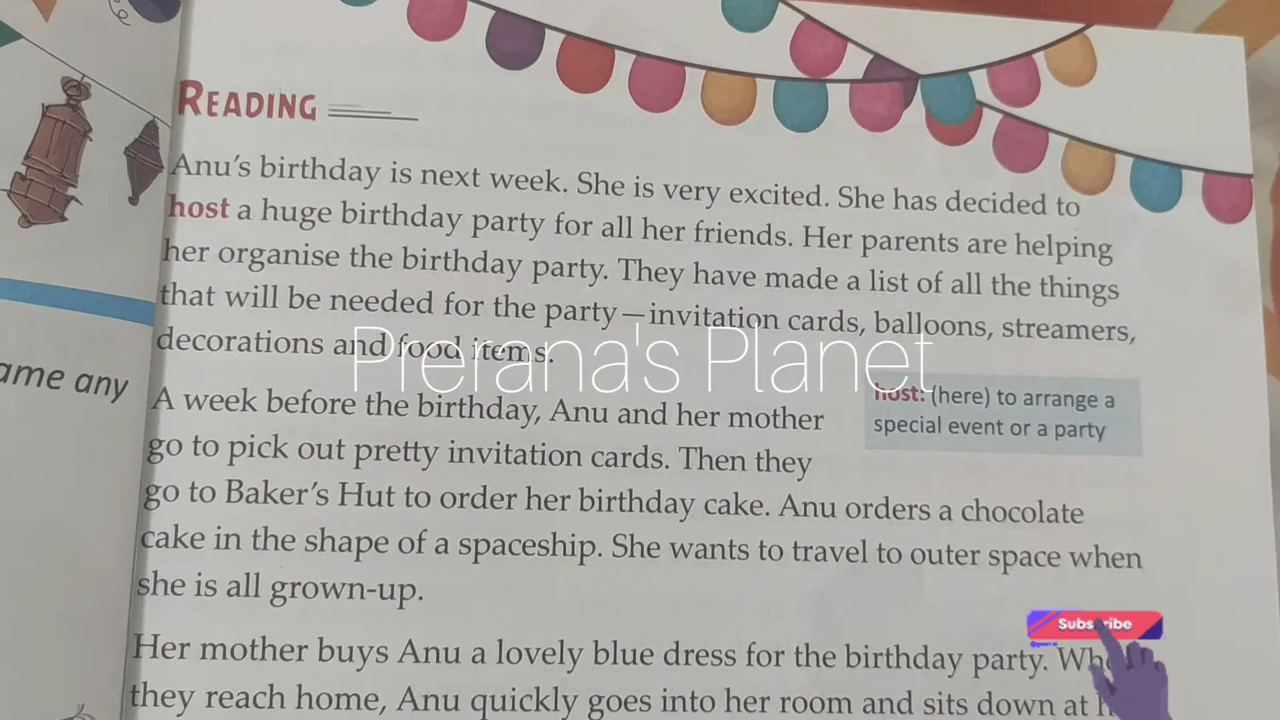 READING
Anu's birthday is next week. She is very excited. She has decided to
host a huge birthday party for all her friends. Her parents are helping
her organise the birthday party. They have made a list of all the things
that will be needed for the party—invitation cards, balloons, streamers,
decorations and food items.
Prerana's Planet
ame any
A week before the birthday, Anu and her mother
go to pick out pretty invitation cards. Then they
host: (here) to arrange a
special event or a party
go to Baker's Hut to order her birthday cake. Anu orders a chocolate
cake in the shape of a spaceship. She wants to travel to outer space when
she is all grown-up.
Subscribe
Her mother buys Anu a lovely blue dress for the birthday party.
they reach home, Anu quickly goes into her room and sits down at